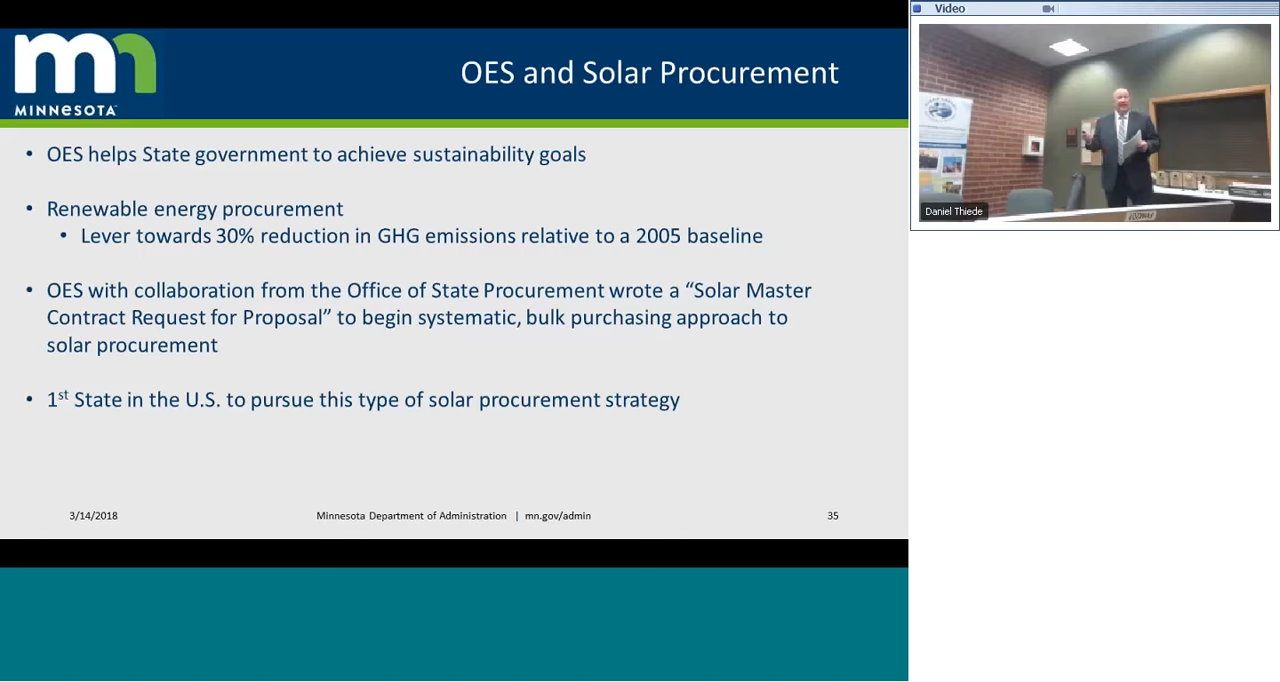 Video
MINNESOTA
OES and Solar Procurement
• OES helps State government to achieve sustainability goals
• Renewable energy procurement
• Lever towards 30% reduction in GHG emissions relative to a 2005 baseline
• OES with collaboration from the Office of State Procurement wrote a “Solar Master
Contract Request for Proposal” to begin systematic, bulk purchasing approach to
solar procurement
• 1st State in the U.S. to pursue this type of solar procurement strategy
3/14/2018
Minnesota Department of Administration | mn.gov/admin
35
Daniel Thiede